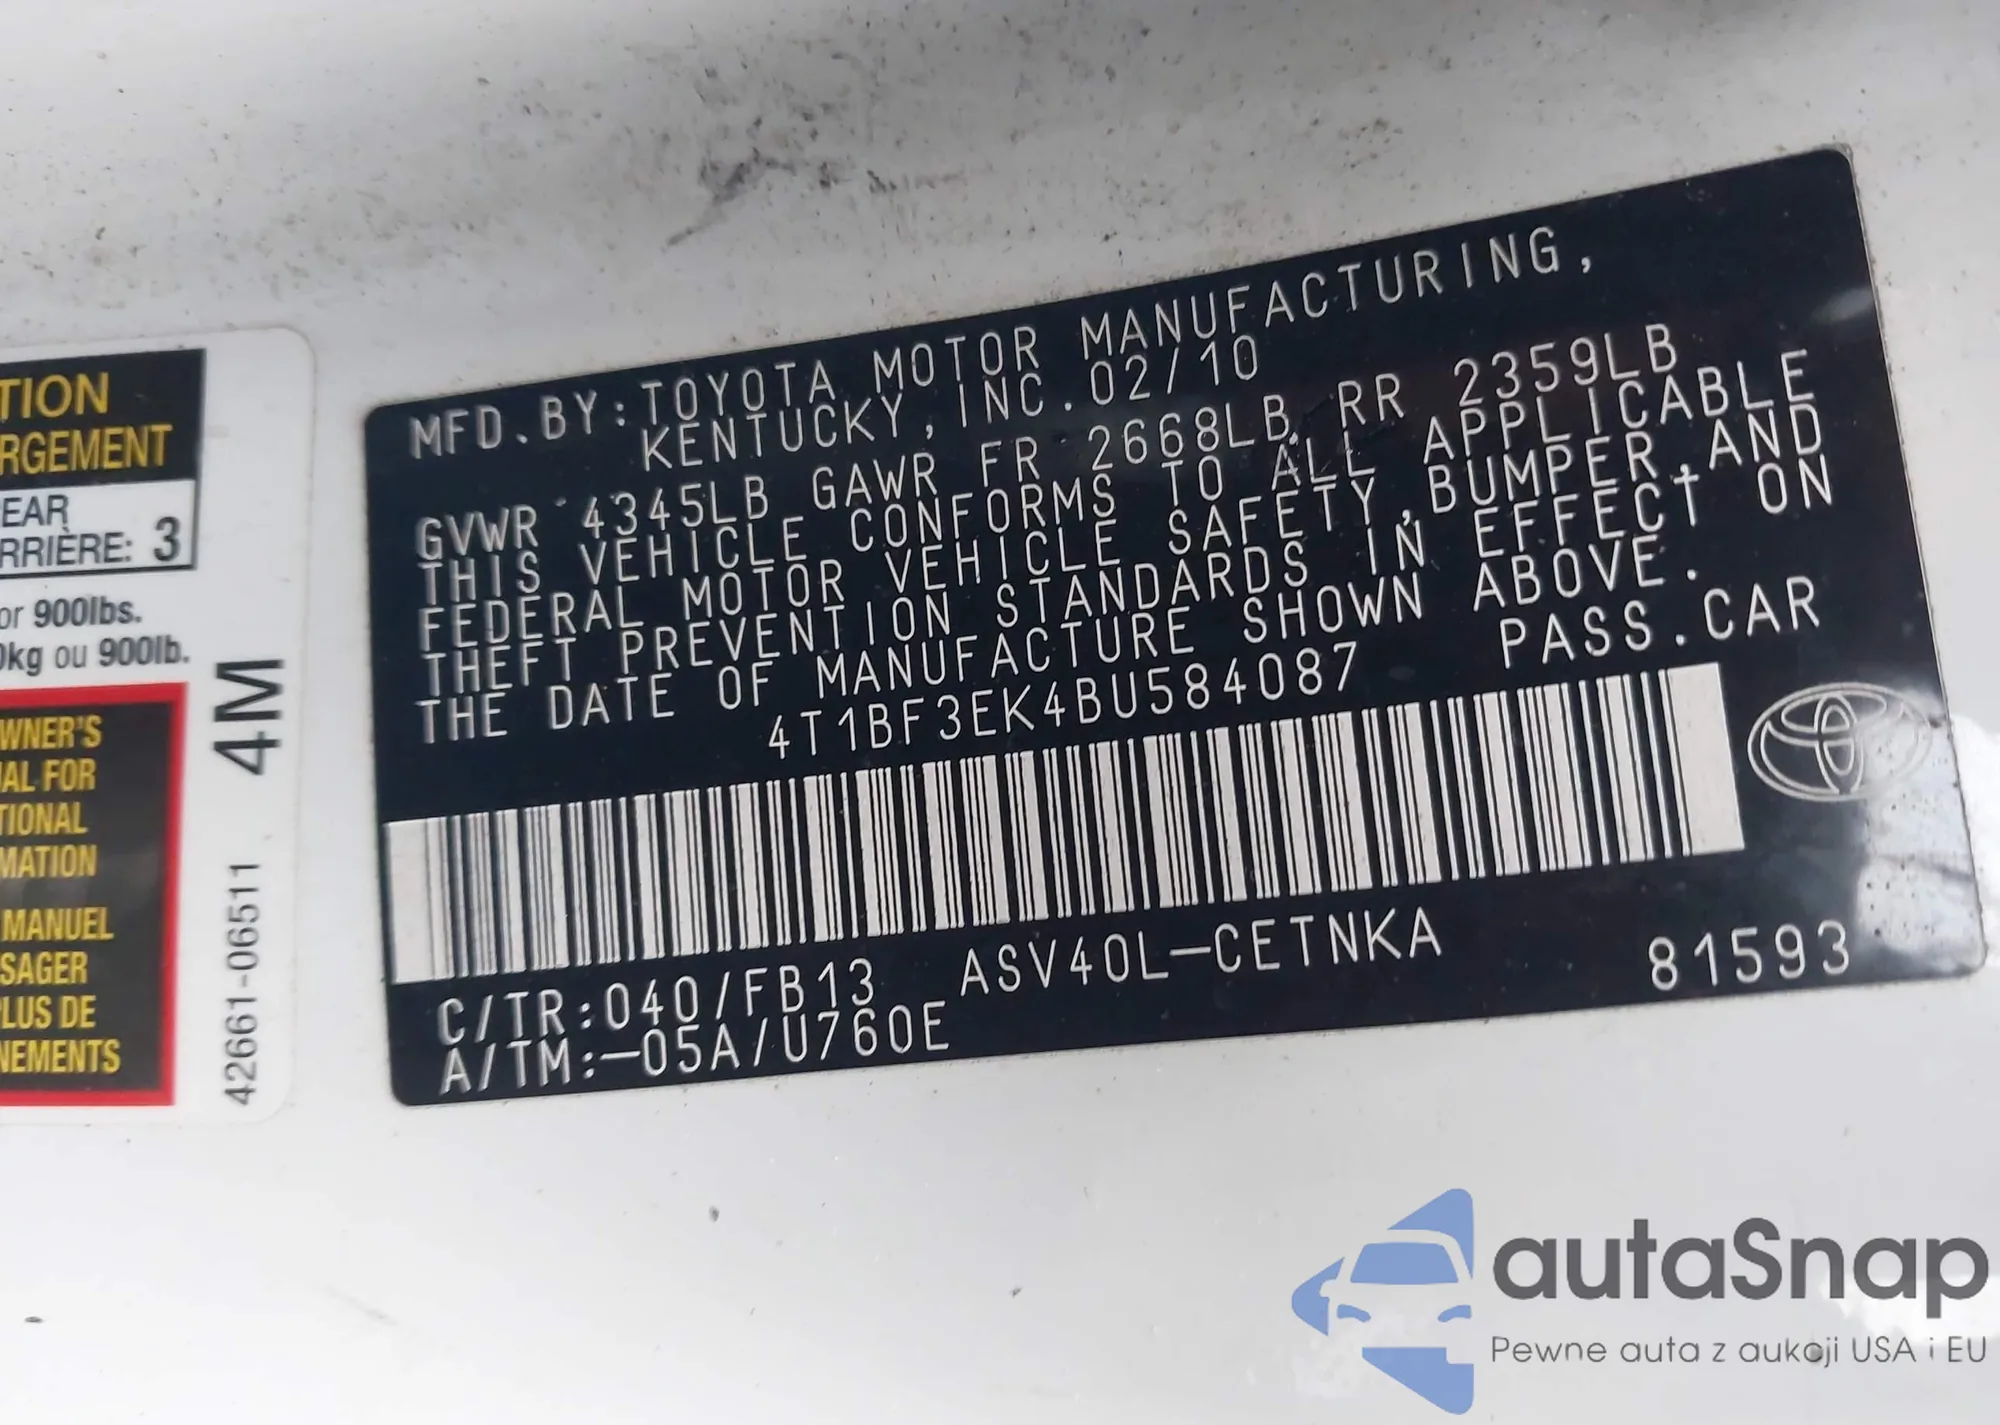 TION
RGEMENT
EAR
RRIÈRE: 3
or 900lbs.
0kg ou 900lb.
WNER'S
AL FOR
TIONAL
MATION
MANUEL
SAGER
PLUS DE
NEMENTS
4M
42661-06511
MFD.BY:TOYOTA MOTOR MANUFACTURING,
KENTUCKY,INC.02/10
GVWR 4345LB GAWR FR 2668LB RR 2359LB
THIS VEHICLE CONFORMS TO ALL APPLICABLE
FEDERAL MOTOR VEHICLE SAFETY,BUMPER,AND
THEFT PREVENTION STANDARDS IN EFFECT ON
THE DATE OF MANUFACTURE SHOWN ABOVE.
4T1BF3EK4BU584087 PASS.CAR
C/TR:040/FB13 ASV40L-CETNKA 81593
A/TM:-05A/U760E
autaSnap
Pewne auta z aukcji USA i EU